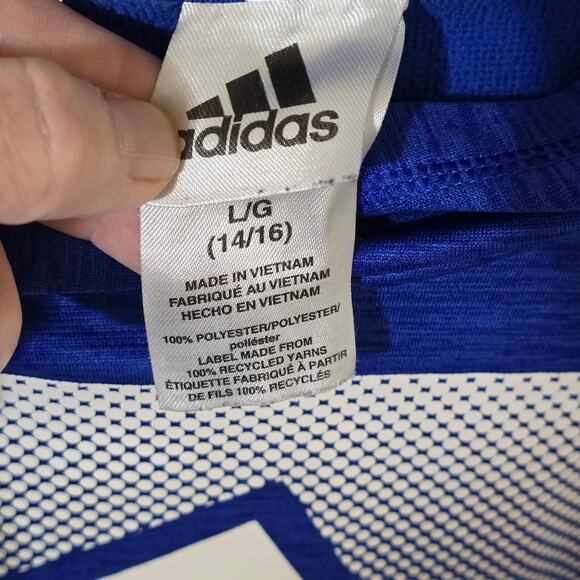 adidas
L/G
(14/16)
MADE IN VIETNAM
FABRIQUÉ AU VIETNAM
HECHO EN VIETNAM
100% POLYESTER/POLYESTER/
poliéster
LABEL MADE FROM
100% RECYCLED YARNS
ÉTIQUETTE FABRIQUÉ À PARTIR
DE FILS 100% RECYCLÉS